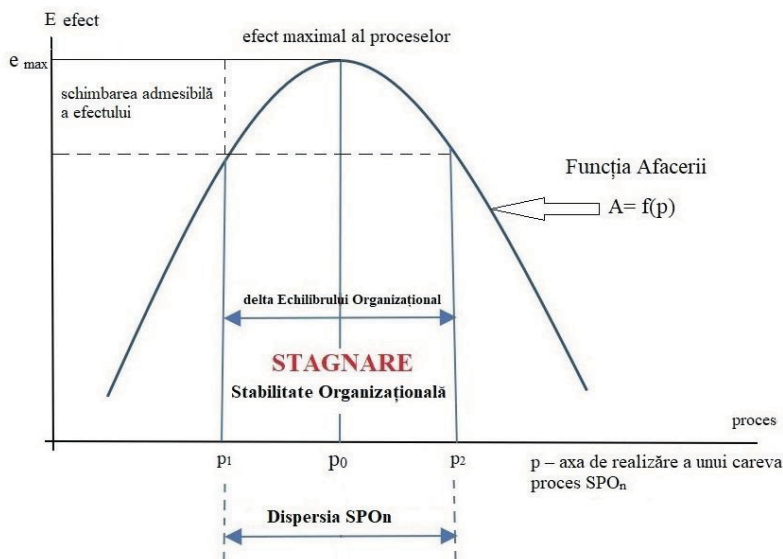 E efect
efect maximal al proceselor
e max
schimbarea admesibilă
a efectului
Funcția Afacerii
A= f(p)
delta Echilibrului Organizațional
STAGNARE
Stabilitate Organizațională
proces
p₁
p₀
p₂
p – axa de realizăre a unui careva
proces SPOₙ
Dispersia SPOn